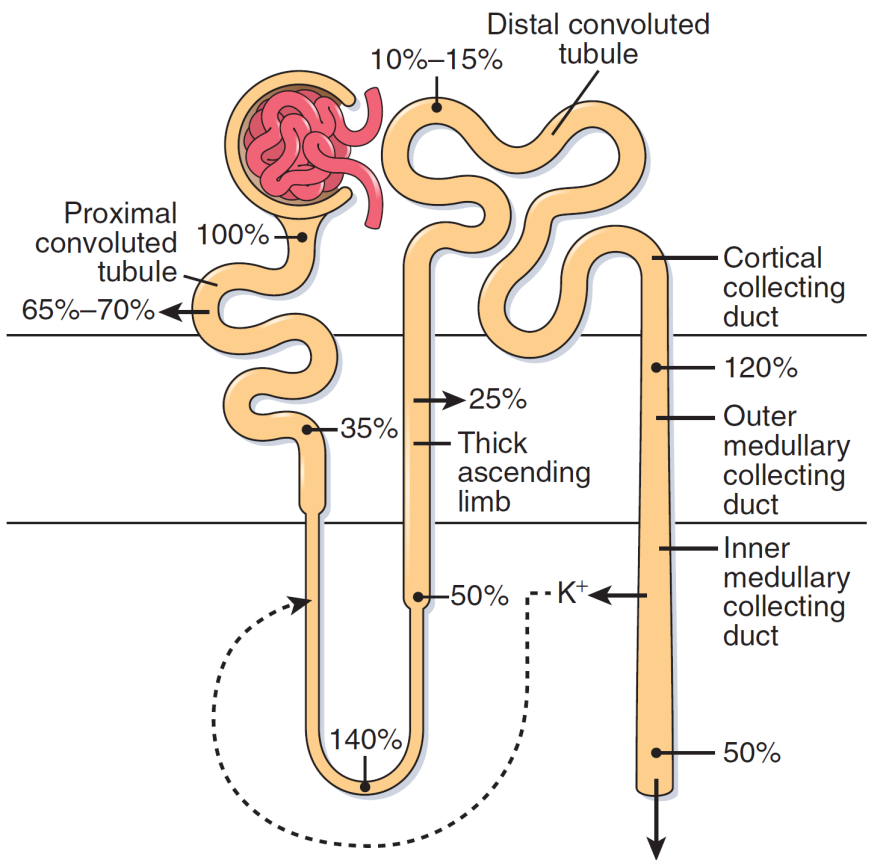 Distal convoluted
tubule
10%–15%
Proximal
convoluted
tubule
100%
65%–70%
Cortical
collecting
duct
120%
25%
35%
Thick
ascending
limb
Outer
medullary
collecting
duct
Inner
medullary
collecting
duct
50%
K⁺
140%
50%